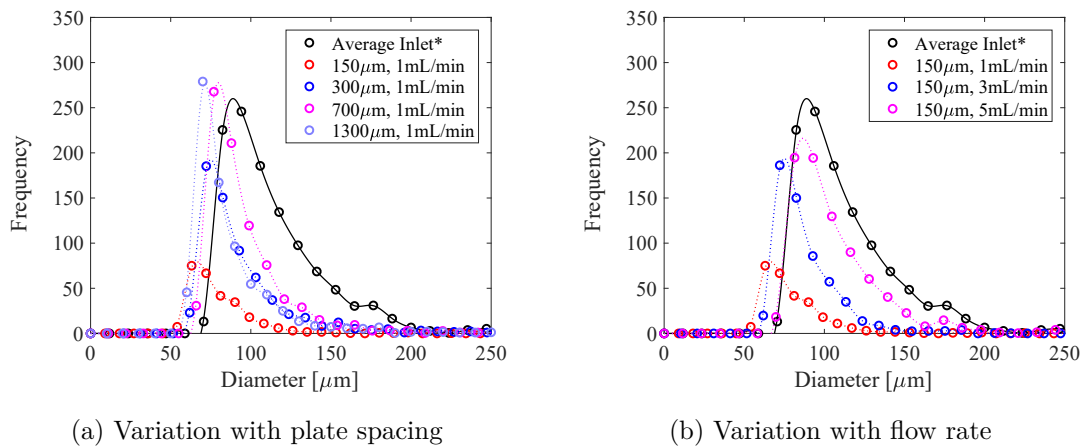 350
300
250
200
150
100
50
0
Frequency
0 50 100 150 200 250
Diameter [μm]
Average Inlet*
150μm, 1mL/min
300μm, 1mL/min
700μm, 1mL/min
1300μm, 1mL/min
(a) Variation with plate spacing
350
300
250
200
150
100
50
0
Frequency
0 50 100 150 200 250
Diameter [μm]
Average Inlet*
150μm, 1mL/min
150μm, 3mL/min
150μm, 5mL/min
(b) Variation with flow rate